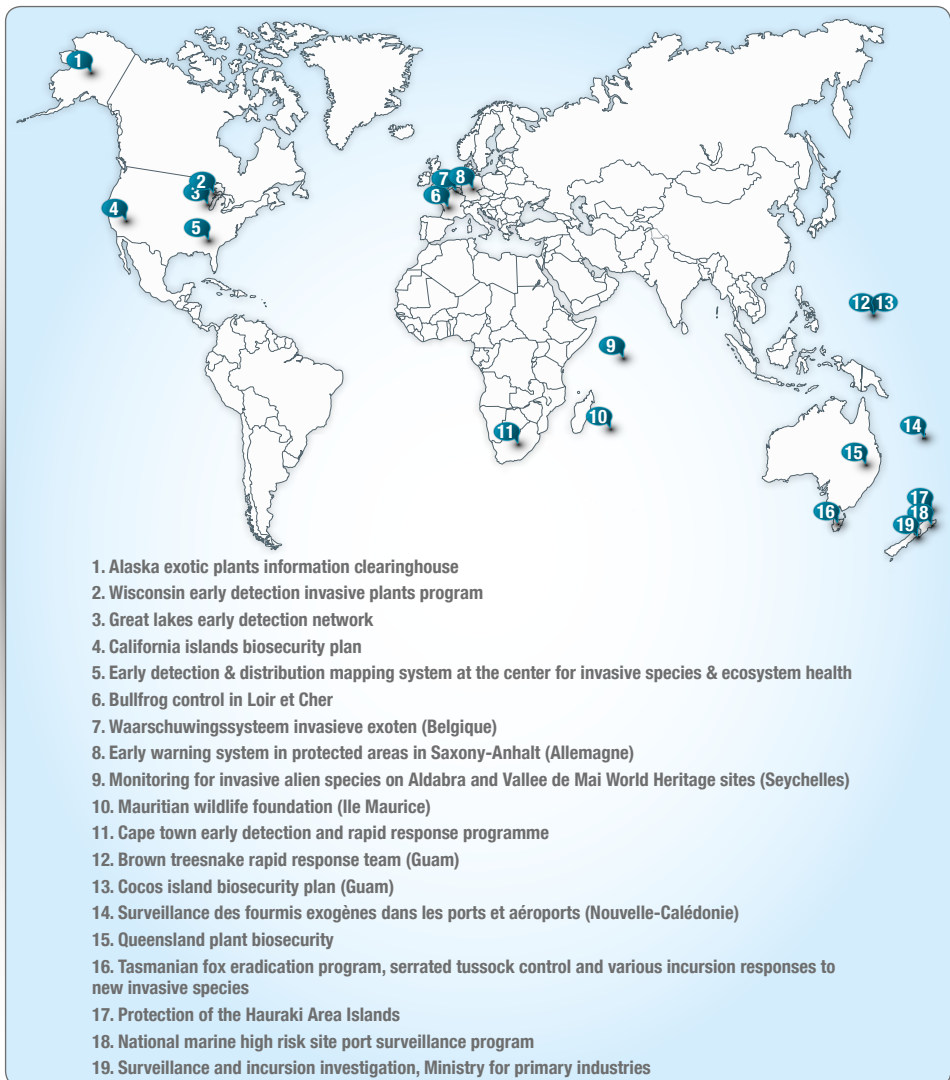 1
2
3
4
5
6
7
8
9
10
11
12
13
14
15
16
17
18
19
1. Alaska exotic plants information clearinghouse
2. Wisconsin early detection invasive plants program
3. Great lakes early detection network
4. California islands biosecurity plan
5. Early detection & distribution mapping system at the center for invasive species & ecosystem health
6. Bullfrog control in Loir et Cher
7. Waarschuwingssysteem invasieve exoten (Belgique)
8. Early warning system in protected areas in Saxony-Anhalt (Allemagne)
9. Monitoring for invasive alien species on Aldabra and Vallee de Mai World Heritage sites (Seychelles)
10. Mauritian wildlife foundation (Ile Maurice)
11. Cape town early detection and rapid response programme
12. Brown treesnake rapid response team (Guam)
13. Cocos island biosecurity plan (Guam)
14. Surveillance des fourmis exogènes dans les ports et aéroports (Nouvelle-Calédonie)
15. Queensland plant biosecurity
16. Tasmanian fox eradication program, serrated tussock control and various incursion responses to
new invasive species
17. Protection of the Hauraki Area Islands
18. National marine high risk site port surveillance program
19. Surveillance and incursion investigation, Ministry for primary industries